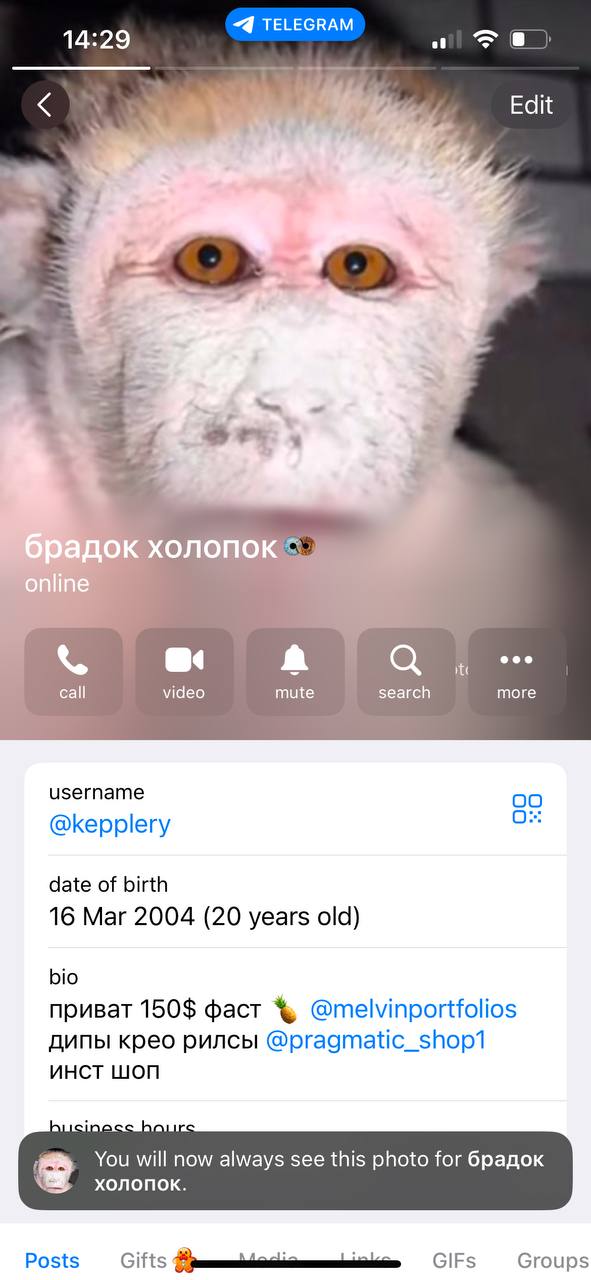 14:29
TELEGRAM
Edit
брадок холопок
online
call
video
mute
search
more
username
@kepplery
date of birth
16 Mar 2004 (20 years old)
bio
приват 150$ фаст 🍍 @melvinportfolios
дипы крео рилсы @pragmatic_shop1
инст шоп
business hours
You will now always see this photo for брадок
холопок.
Posts Gifts Media Links GIFs Groups